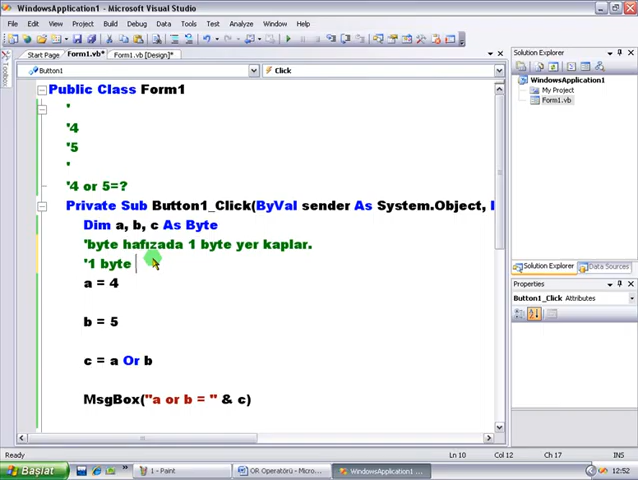 WindowsApplication1 - Microsoft Visual Studio
File Edit View Project Build Debug Data Tools Test Analyze Window Help
Start Page Form1.vb* Form1.vb [Design]*
Toolbox
Button1 Click
Public Class Form1
'
'4
'5
'
'4 or 5=?
Private Sub Button1_Click(ByVal sender As System.Object,
Dim a, b, c As Byte
'byte hafızada 1 byte yer kaplar.
'1 byte
a = 4
b = 5
c = a Or b
MsgBox("a or b = " & c)
Solution Explorer
WindowsApplication1
My Project
Form1.vb
Solution Explorer Data Sources
Properties
Button1_Click Attributes
Ready Ln 10 Col 12 Ch 17
Başlat 1 - Paint OR Operatörü - Micros... WindowsApplication1 ... 12:52